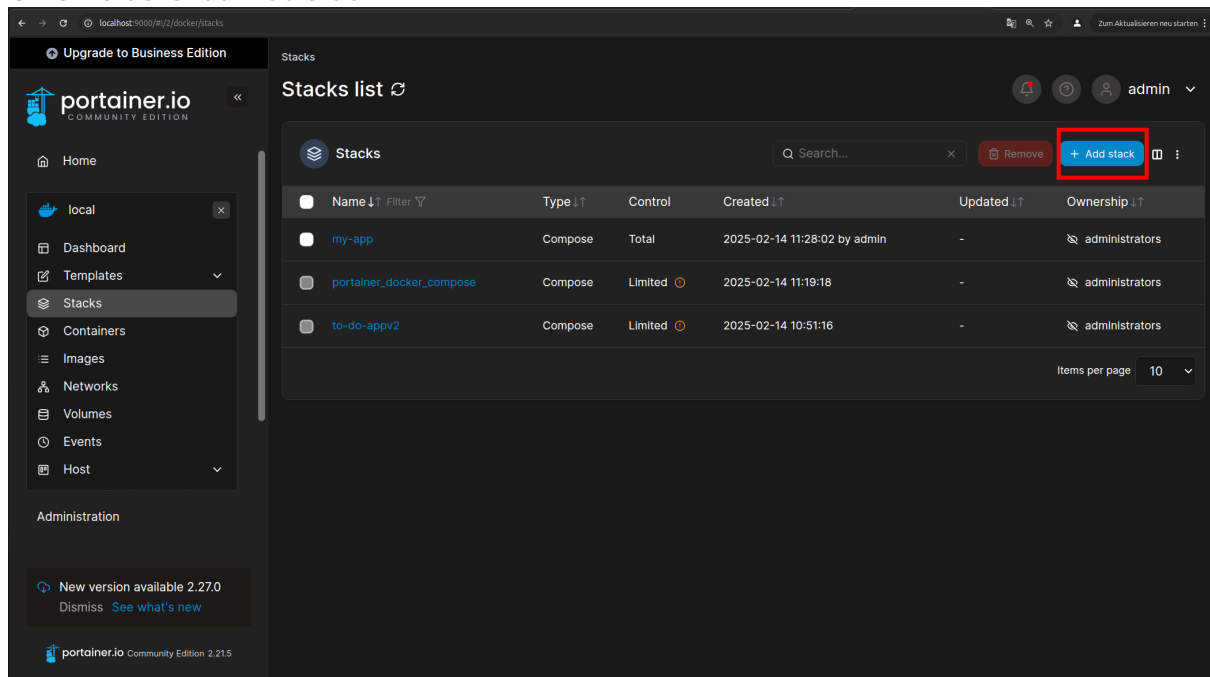 localhost:9000/#!/2/docker/stacks
Zum Aktualisieren neu starten
Upgrade to Business Edition
Stacks
Stacks list
admin
portainer.io
COMMUNITY EDITION
Home
local
Dashboard
Templates
Stacks
Containers
Images
Networks
Volumes
Events
Host
Administration
New version available 2.27.0
Dismiss See what's new
portainer.io Community Edition 2.21.5
Stacks
Search...
Remove
+ Add stack
Name Filter Type Control Created Updated Ownership
my-app Compose Total 2025-02-14 11:28:02 by admin - administrators
portainer_docker_compose Compose Limited 2025-02-14 11:19:18 - administrators
to-do-appv2 Compose Limited 2025-02-14 10:51:16 - administrators
Items per page 10